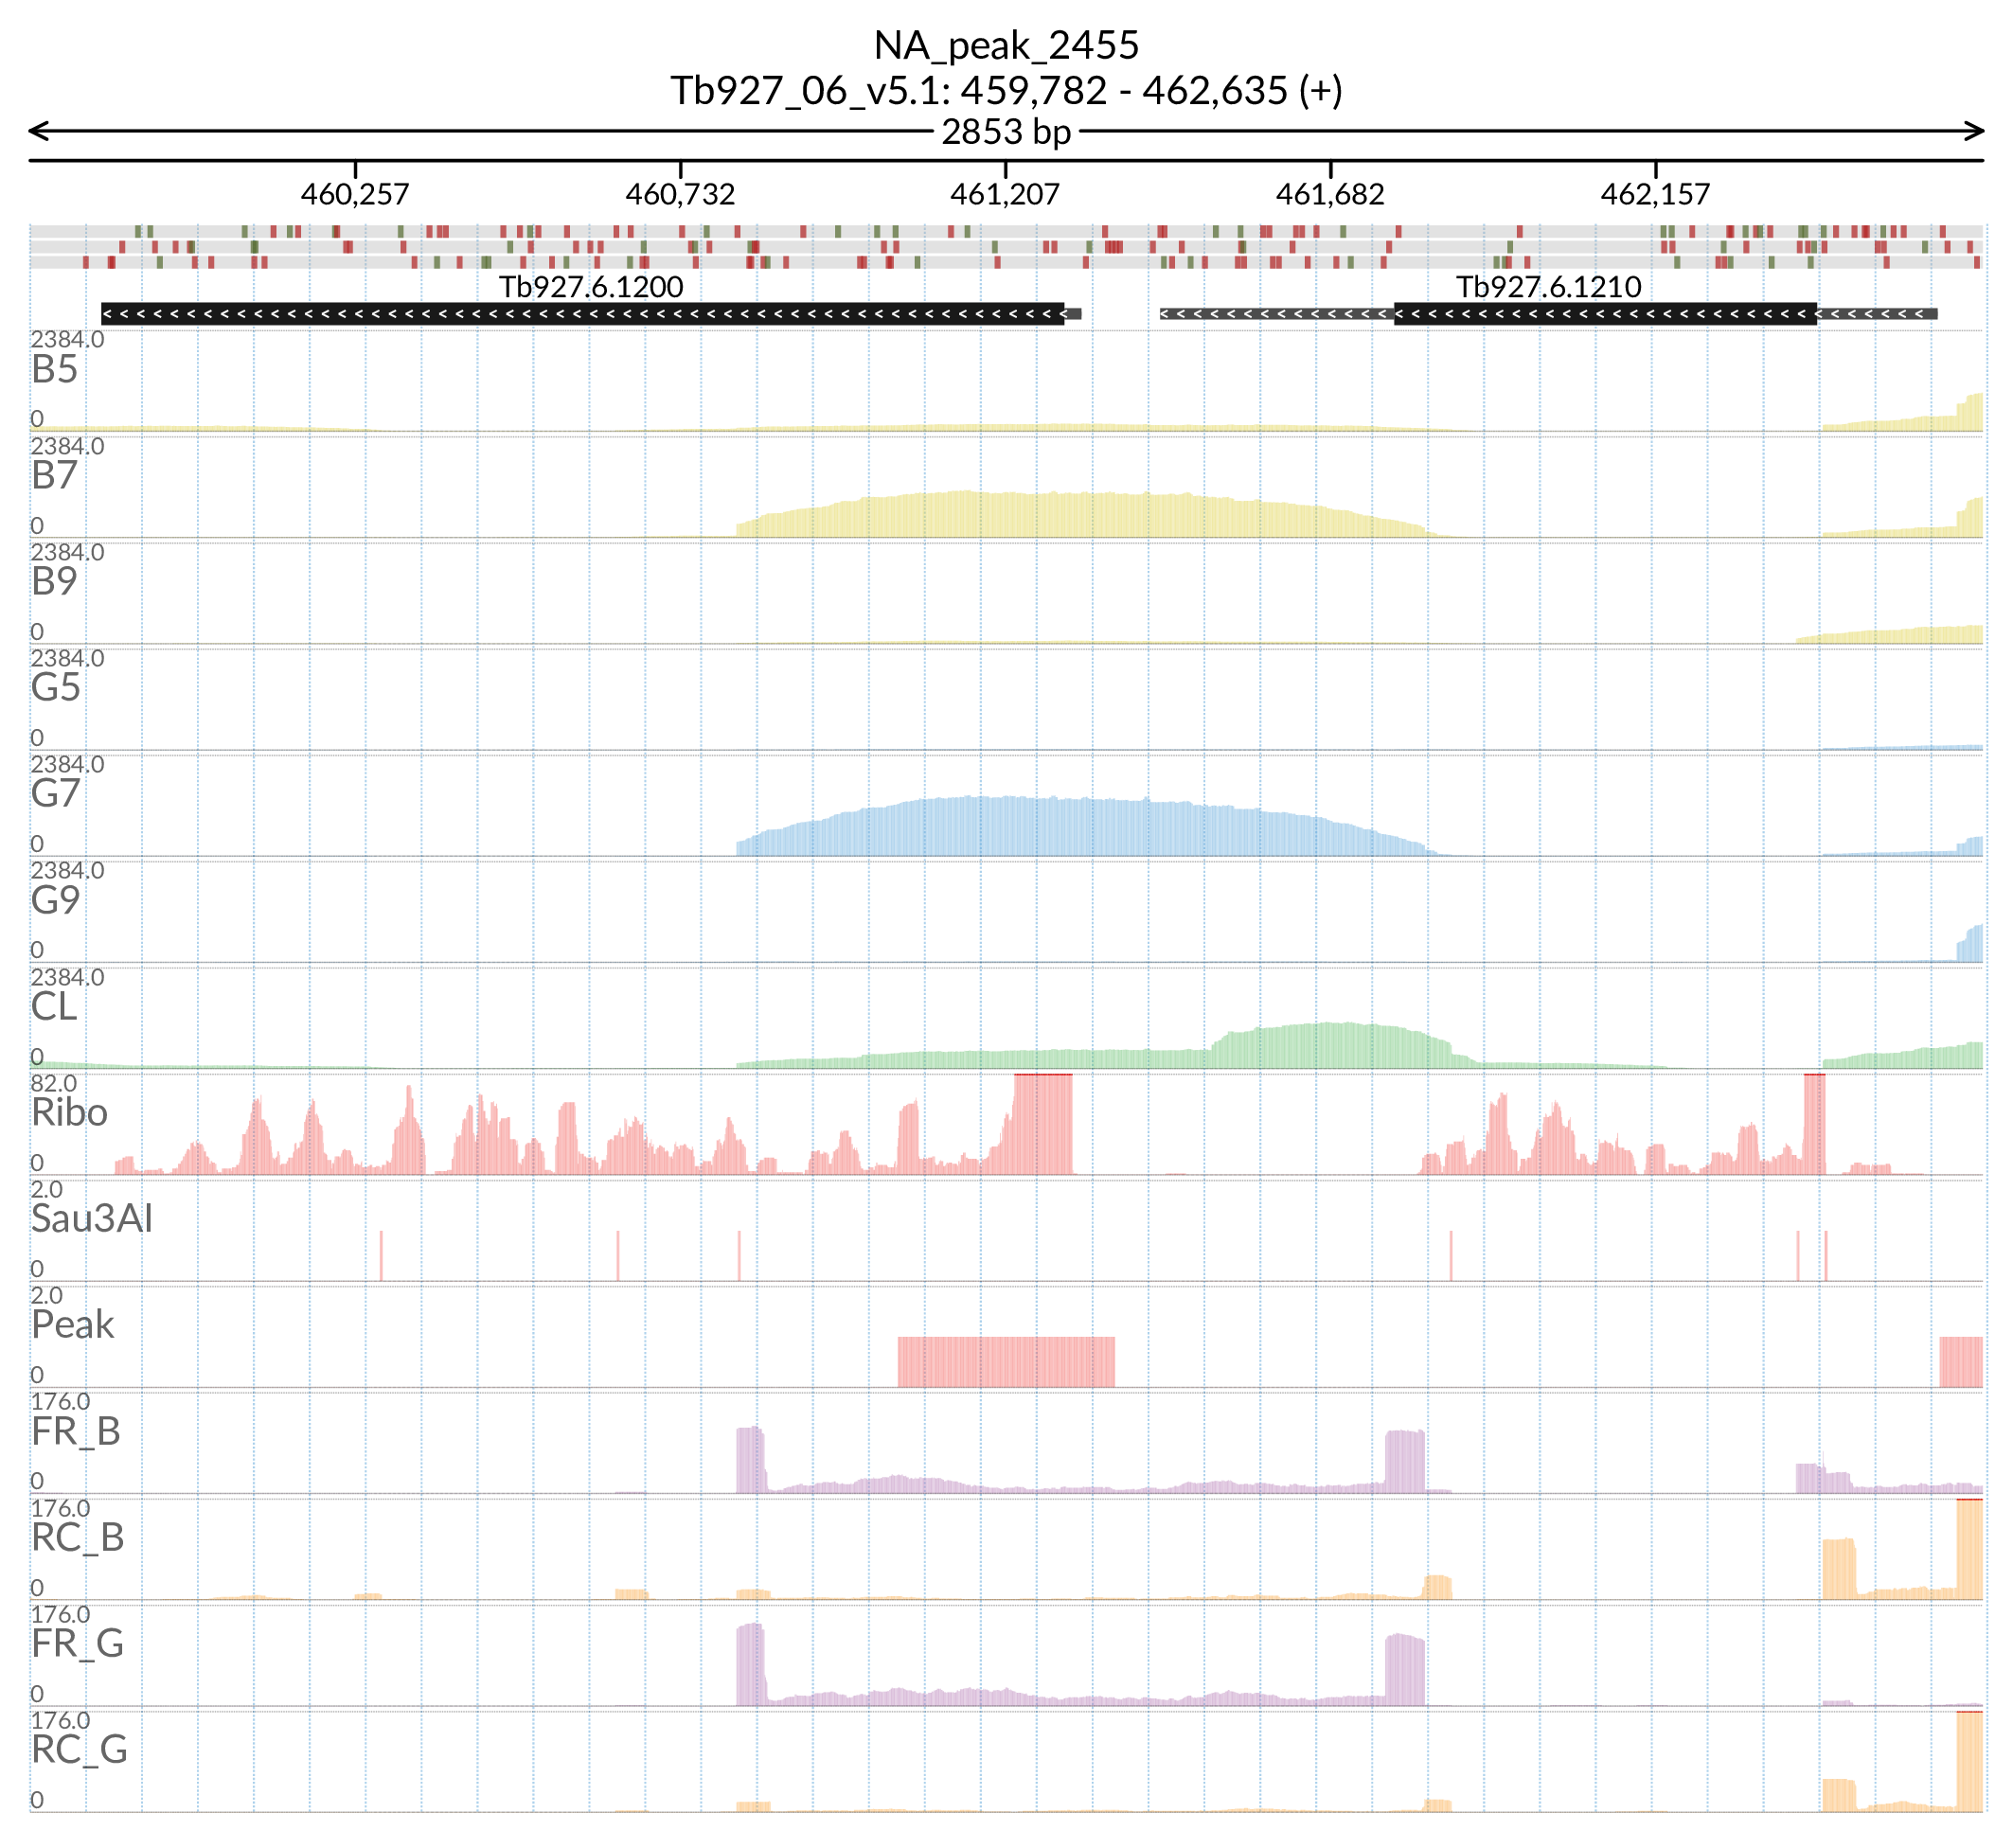 NA_peak_2455
Tb927_06_v5.1: 459,782 - 462,635 (+)
2853 bp
460,257 460,732 461,207 461,682 462,157
Tb927.6.1200 Tb927.6.1210
2384.0
B5
0
2384.0
B7
0
2384.0
B9
0
2384.0
G5
0
2384.0
G7
0
2384.0
G9
0
2384.0
CL
0
82.0
Ribo
0
2.0
Sau3AI
0
2.0
Peak
0
176.0
FR_B
0
176.0
RC_B
0
176.0
FR_G
0
176.0
RC_G
0